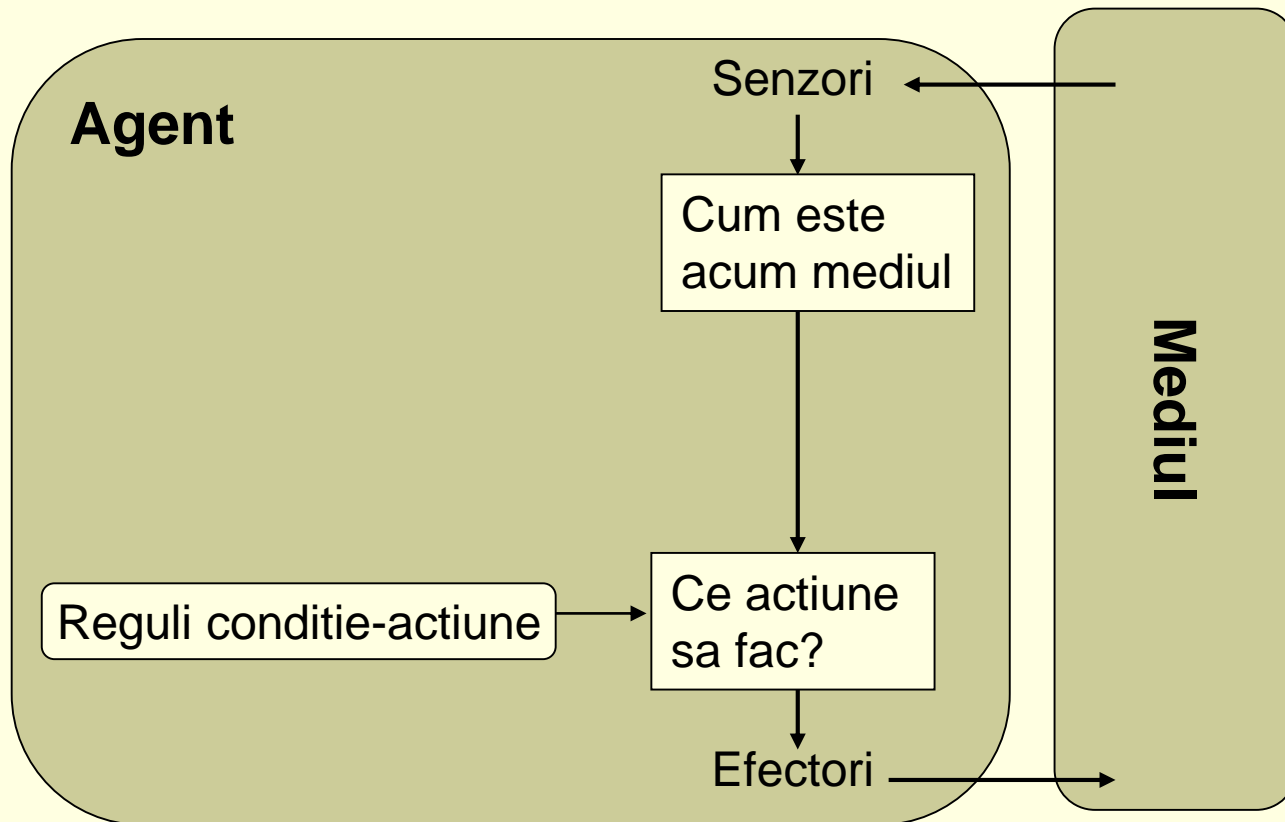 Senzori
Agent
Cum este
acum mediul
Mediul
Reguli conditie-actiune
Ce actiune
sa fac?
Efectori